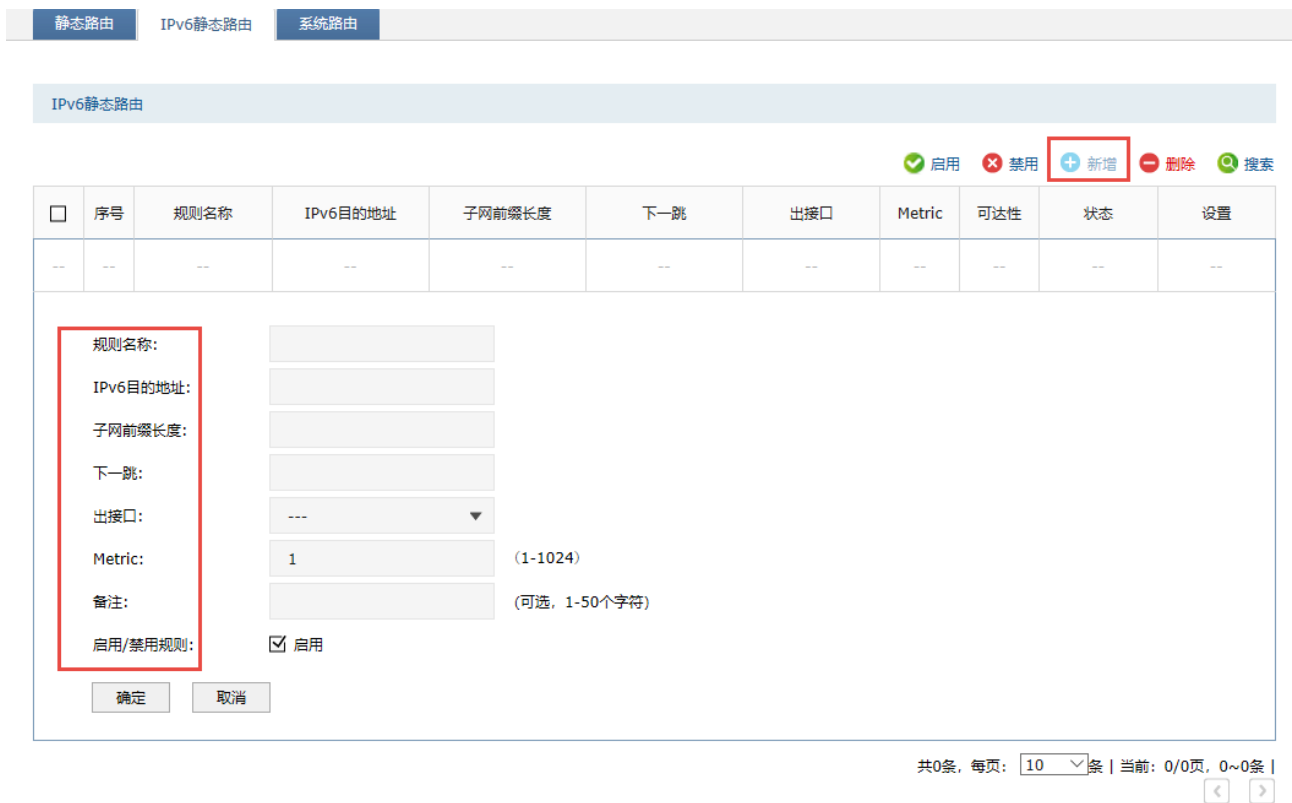 静态路由 IPv6静态路由 系统路由
IPv6静态路由
启用 禁用 新增 删除 搜索
序号 规则名称 IPv6目的地址 子网前缀长度 下一跳 出接口 Metric 可达性 状态 设置
-- -- -- -- -- -- -- -- -- -- --
规则名称:
IPv6目的地址:
子网前缀长度:
下一跳:
出接口: ---
Metric: 1 (1-1024)
备注: (可选, 1-50个字符)
启用/禁用规则: 启用
确定 取消
共0条, 每页: 10 条 | 当前: 0/0页, 0~0条 |